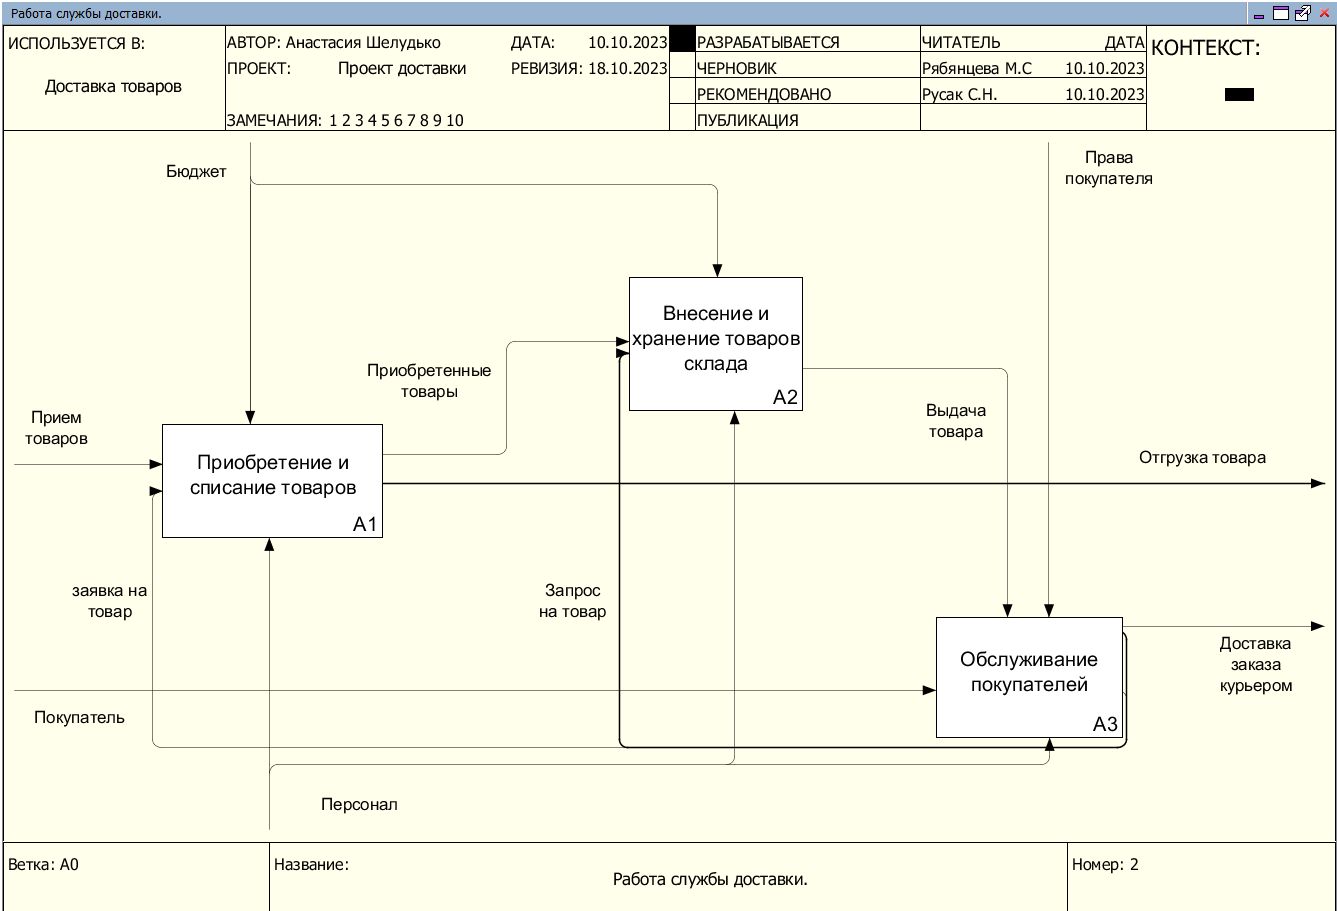 Работа службы доставки.
ИСПОЛЬЗУЕТСЯ В:
Доставка товаров
АВТОР: Анастасия Шелудько
ДАТА: 10.10.2023
ПРОЕКТ: Проект доставки
РЕВИЗИЯ: 18.10.2023
ЗАМЕЧАНИЯ: 1 2 3 4 5 6 7 8 9 10
РАЗРАБАТЫВАЕТСЯ
ЧЕРНОВИК
РЕКОМЕНДОВАНО
ПУБЛИКАЦИЯ
ЧИТАТЕЛЬ ДАТА
Рябянцева М.С 10.10.2023
Русак С.Н. 10.10.2023
КОНТЕКСТ:
Бюджет
Права
покупателя
Внесение и
хранение товаров
склада
A2
Приобретенные
товары
Прием
товаров
Выдача
товара
Приобретение и
списание товаров
A1
Отгрузка товара
заявка на
товар
Запрос
на товар
Обслуживание
покупателей
A3
Доставка
заказа
курьером
Покупатель
Персонал
Ветка: A0
Название:
Работа службы доставки.
Номер: 2